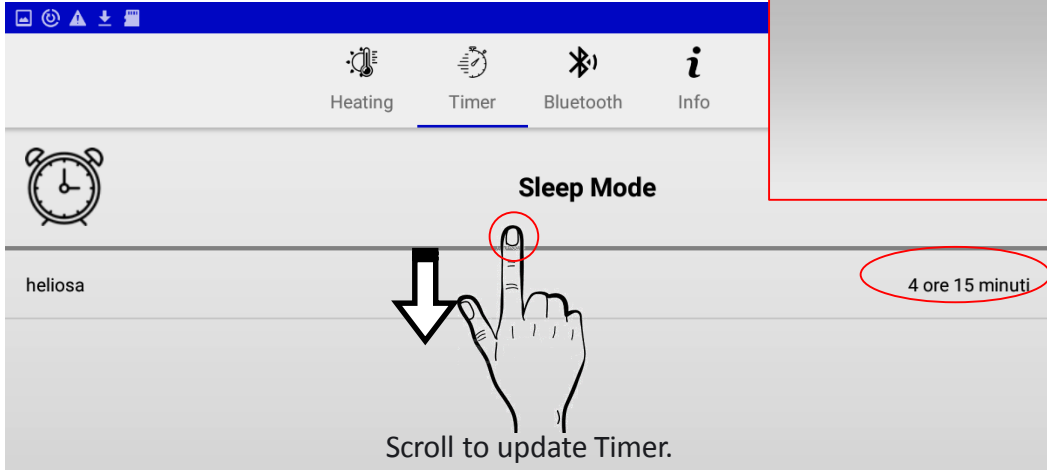 Heating Timer Bluetooth Info
Sleep Mode
heliosa 4 ore 15 minuti
Scroll to update Timer.